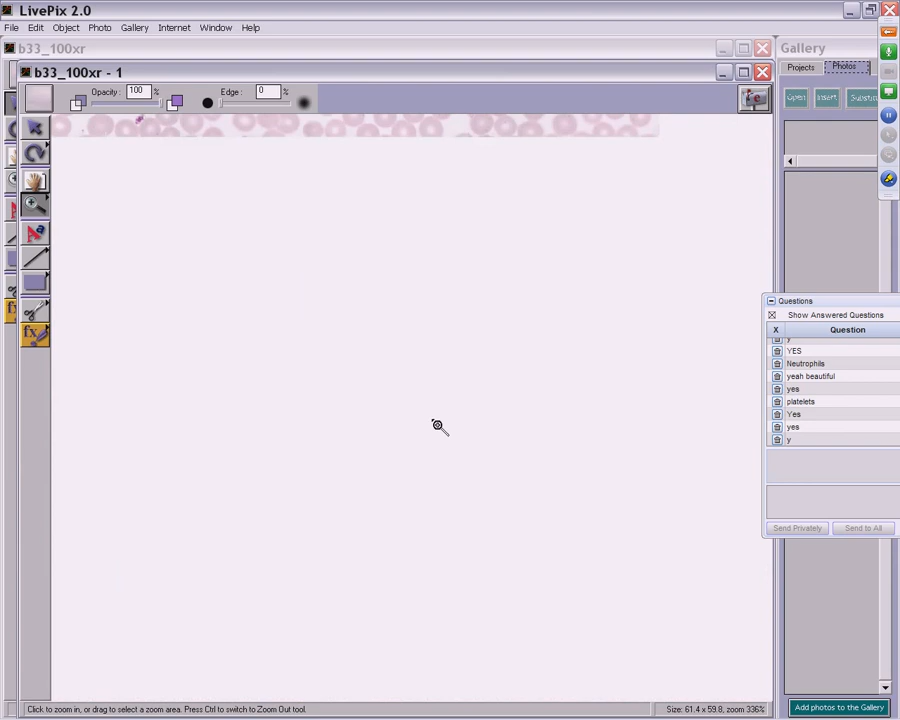 LivePix 2.0
File Edit Object Photo Gallery Internet Window Help
b33_100xr
Gallery
b33_100xr - 1
Projects Photos
Opacity: 100 % Edge: 0 %
Open Insert
Questions
Show Answered Questions
X Question
y
YES
Neutrophils
yeah beautiful
yes
platelets
Yes
yes
y
Send Privately Send to All
Click to zoom in, or drag to select a zoom area. Press Ctrl to switch to Zoom Out tool.
Size: 61.4 x 59.8, zoom 336%
Add photos to the Gallery